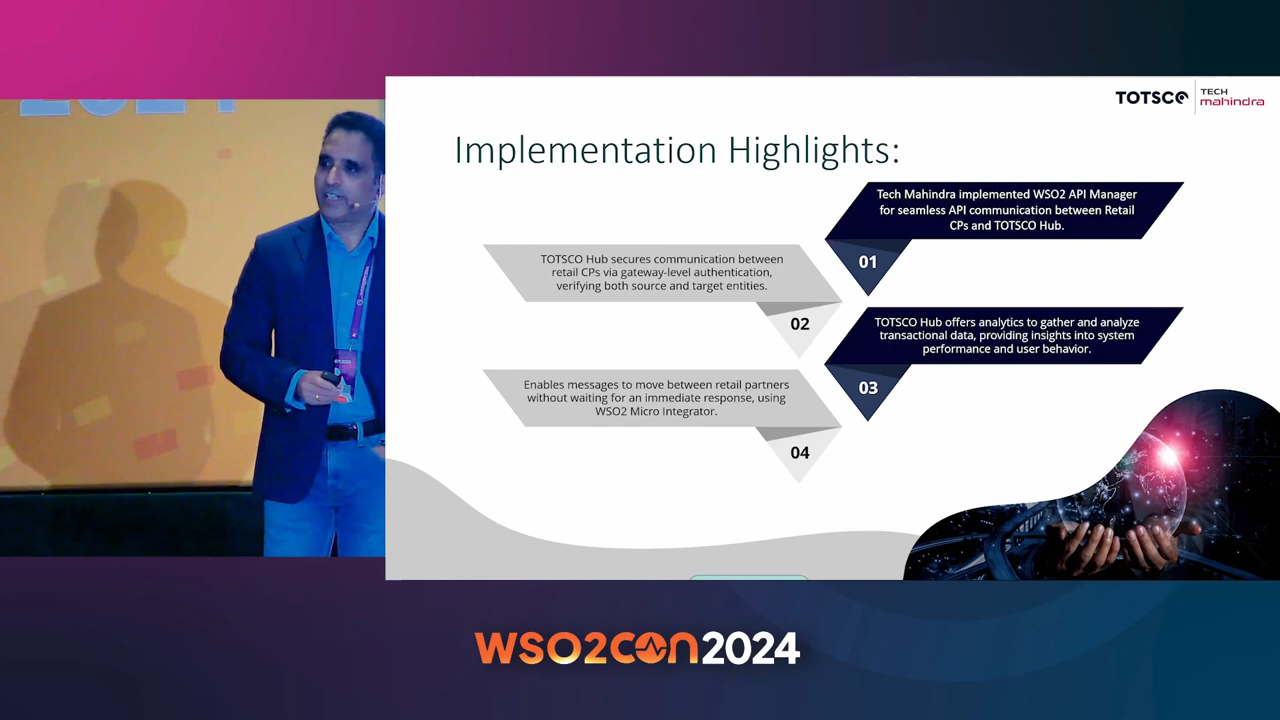 2024
TOTSCO
TECH
mahindra
Implementation Highlights:
Tech Mahindra implemented WSO2 API Manager
for seamless API communication between Retail
CPs and TOTSCO Hub.
01
TOTSCO Hub secures communication between
retail CPs via gateway-level authentication,
verifying both source and target entities.
02
TOTSCO Hub offers analytics to gather and analyze
transactional data, providing insights into system
performance and user behavior.
03
Enables messages to move between retail partners
without waiting for an immediate response, using
WSO2 Micro Integrator.
04
WSO2CON2024